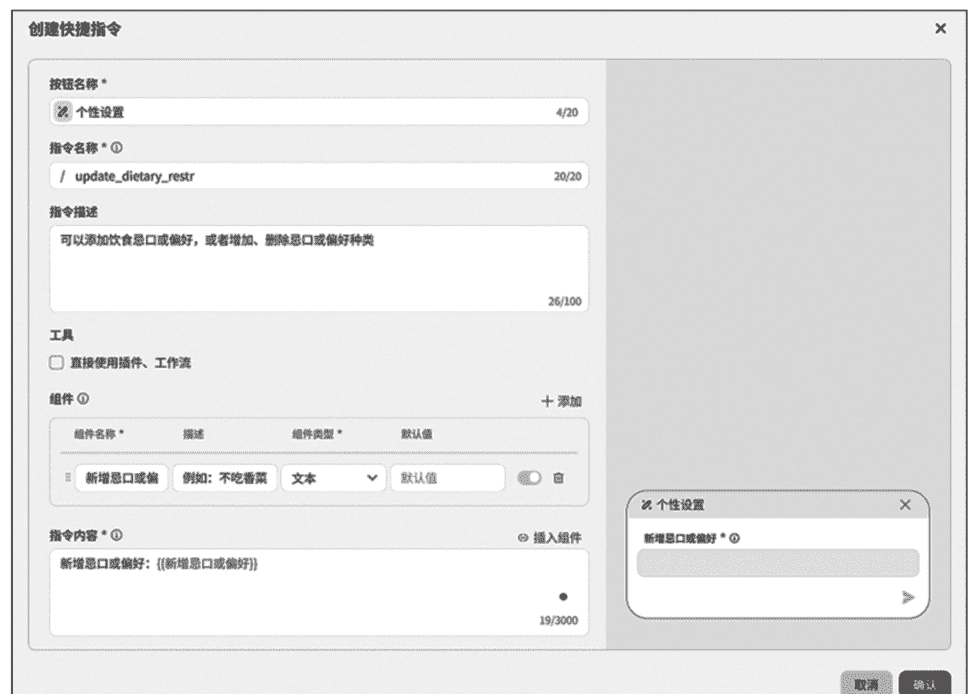 创建快捷指令
按钮名称 *
个性设置 4/20
指令名称 *
/ update_dietary_restr 20/20
指令描述
可以添加饮食忌口或偏好，或者增加、删除忌口或偏好种类
26/100
工具
直接使用插件、工作流
组件 添加
组件名称 * 描述 组件类型 * 默认值
新增忌口或偏 例如：不吃香菜 文本 默认值
指令内容 * 插入组件
新增忌口或偏好：{{新增忌口或偏好}}
19/3000
个性设置
新增忌口或偏好 *
取消 确认